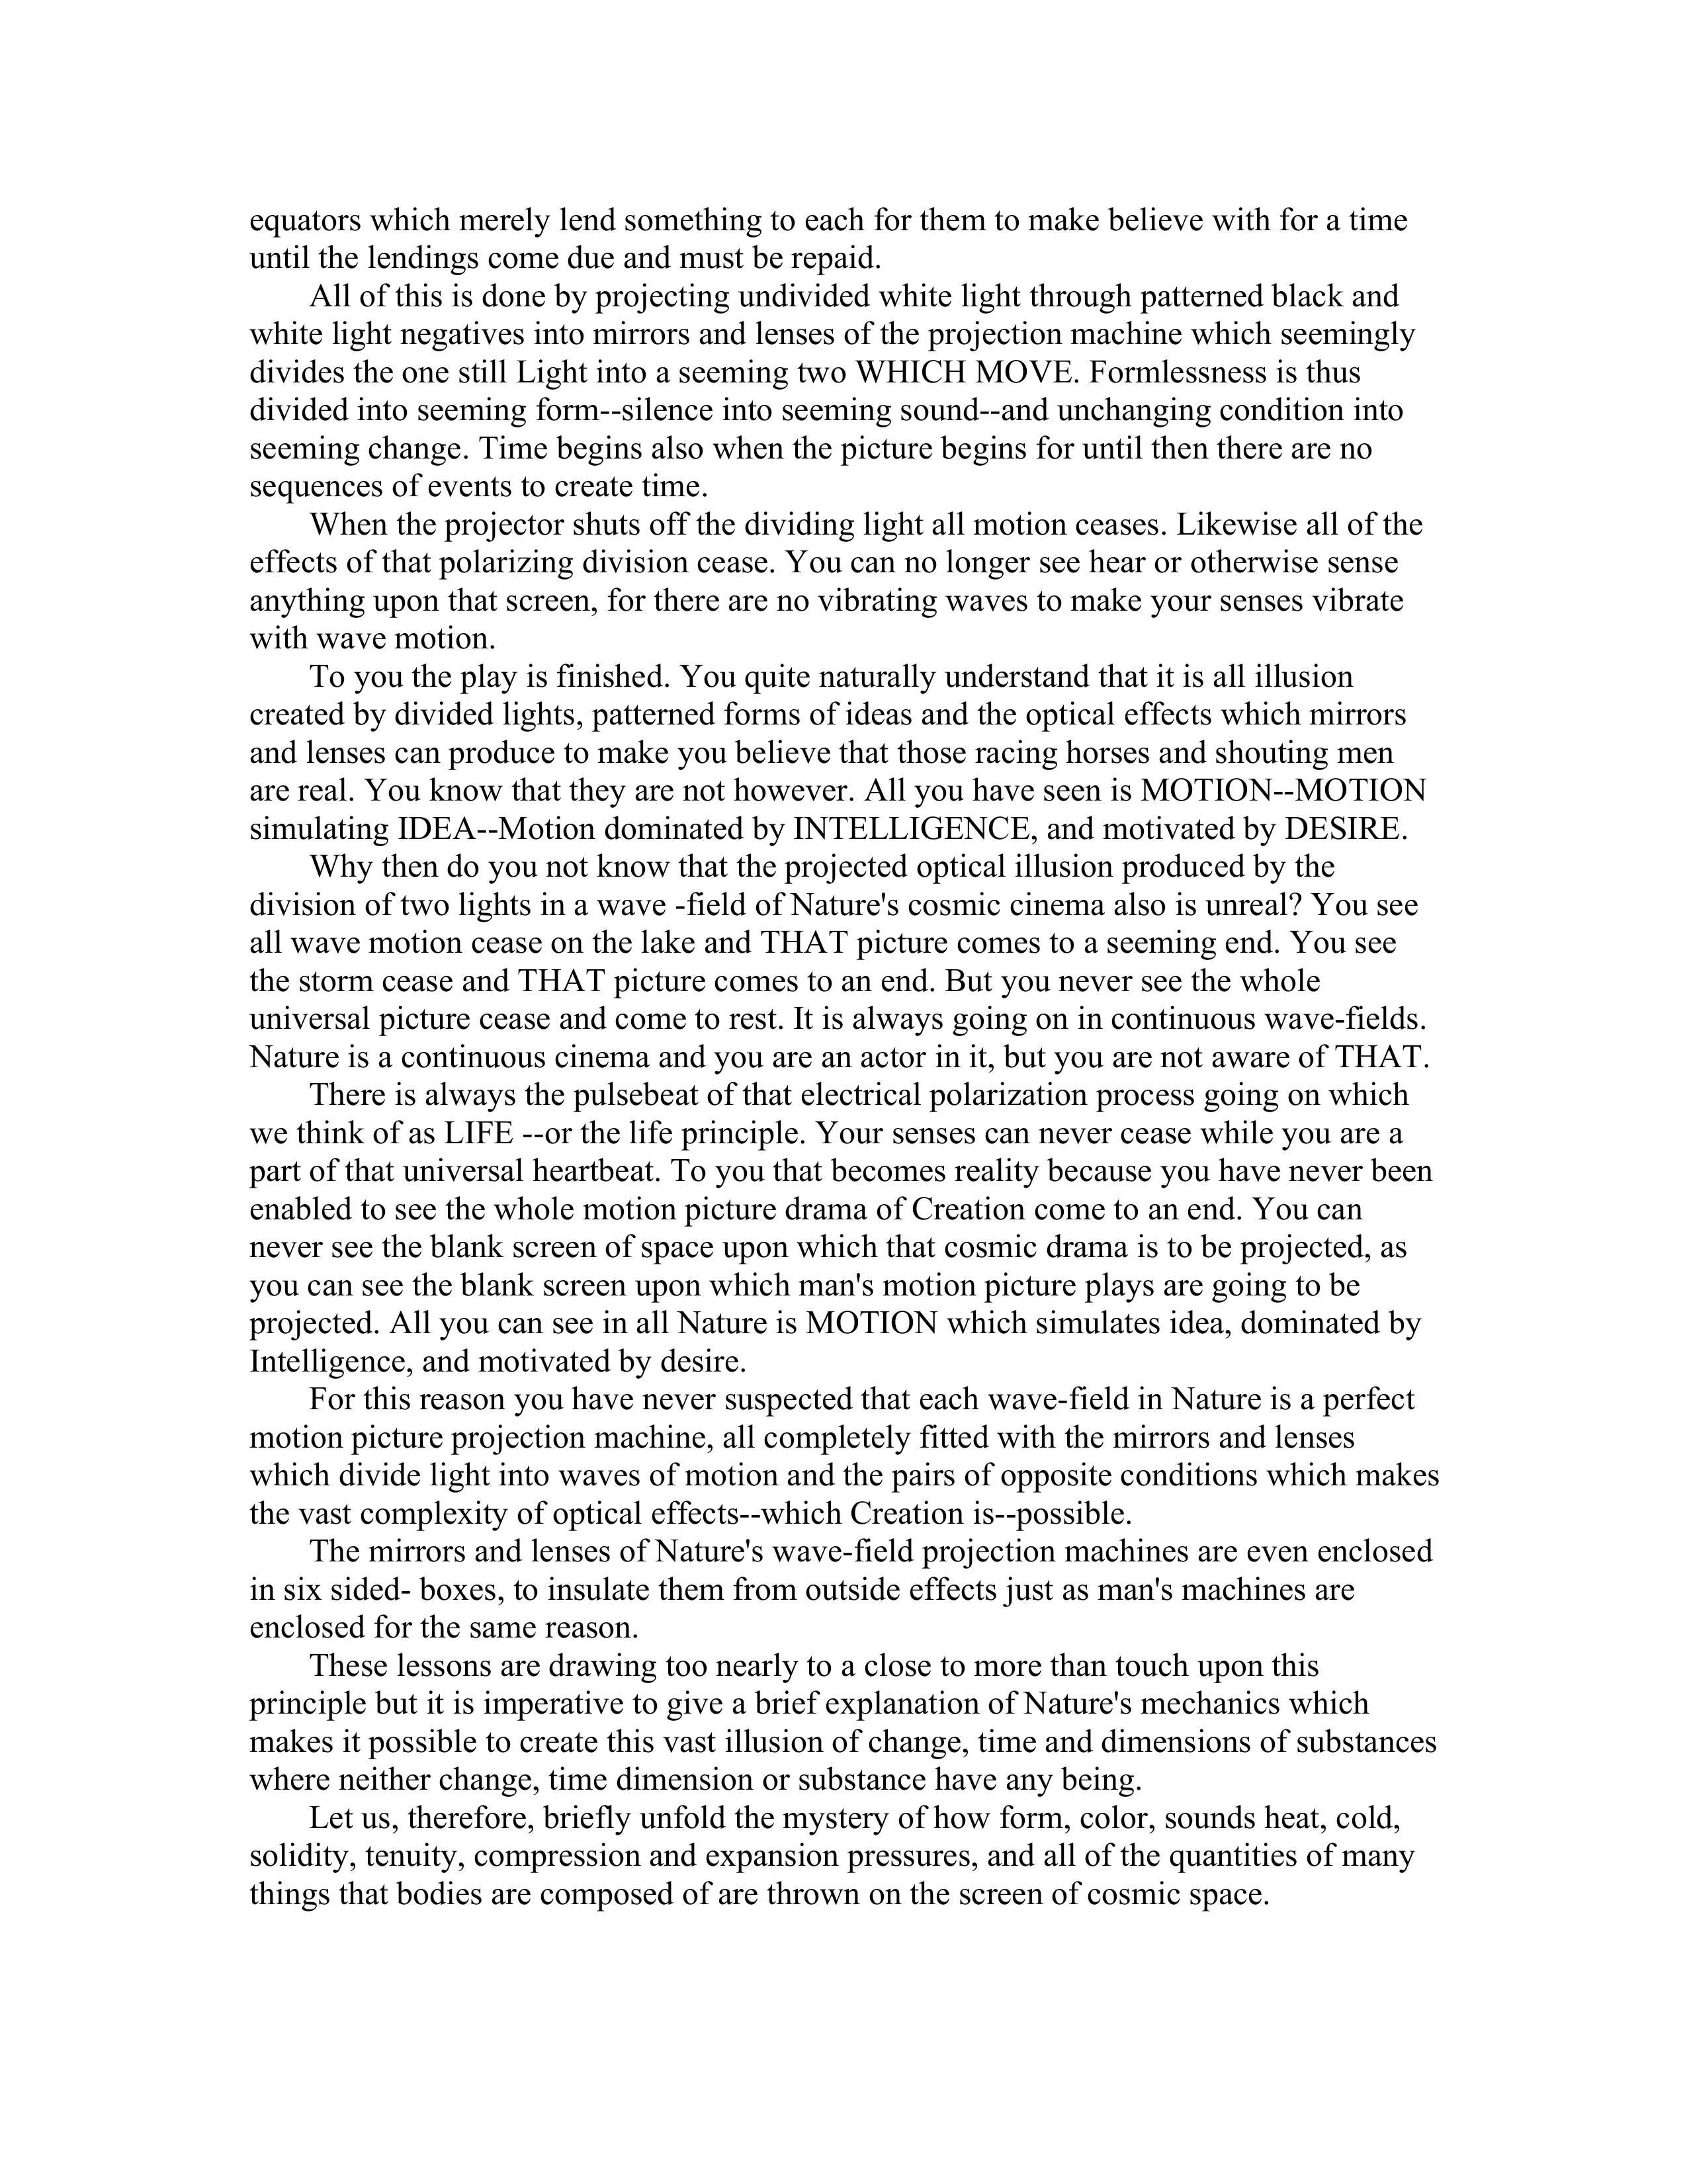 equators which merely lend something to each for them to make believe with for a time
until the lendings come due and must be repaid.
All of this is done by projecting undivided white light through patterned black and
white light negatives into mirrors and lenses of the projection machine which seemingly
divides the one still Light into a seeming two WHICH MOVE. Formlessness is thus
divided into seeming form--silence into seeming sound--and unchanging condition into
seeming change. Time begins also when the picture begins for until then there are no
sequences of events to create time.
When the projector shuts off the dividing light all motion ceases. Likewise all of the
effects of that polarizing division cease. You can no longer see hear or otherwise sense
anything upon that screen, for there are no vibrating waves to make your senses vibrate
with wave motion.
To you the play is finished. You quite naturally understand that it is all illusion
created by divided lights, patterned forms of ideas and the optical effects which mirrors
and lenses can produce to make you believe that those racing horses and shouting men
are real. You know that they are not however. All you have seen is MOTION--MOTION
simulating IDEA--Motion dominated by INTELLIGENCE, and motivated by DESIRE.
Why then do you not know that the projected optical illusion produced by the
division of two lights in a wave -field of Nature's cosmic cinema also is unreal? You see
all wave motion cease on the lake and THAT picture comes to a seeming end. You see
the storm cease and THAT picture comes to an end. But you never see the whole
universal picture cease and come to rest. It is always going on in continuous wave-fields.
Nature is a continuous cinema and you are an actor in it, but you are not aware of THAT.
There is always the pulsebeat of that electrical polarization process going on which
we think of as LIFE --or the life principle. Your senses can never cease while you are a
part of that universal heartbeat. To you that becomes reality because you have never been
enabled to see the whole motion picture drama of Creation come to an end. You can
never see the blank screen of space upon which that cosmic drama is to be projected, as
you can see the blank screen upon which man's motion picture plays are going to be
projected. All you can see in all Nature is MOTION which simulates idea, dominated by
Intelligence, and motivated by desire.
For this reason you have never suspected that each wave-field in Nature is a perfect
motion picture projection machine, all completely fitted with the mirrors and lenses
which divide light into waves of motion and the pairs of opposite conditions which makes
the vast complexity of optical effects--which Creation is--possible.
The mirrors and lenses of Nature's wave-field projection machines are even enclosed
in six sided- boxes, to insulate them from outside effects just as man's machines are
enclosed for the same reason.
These lessons are drawing too nearly to a close to more than touch upon this
principle but it is imperative to give a brief explanation of Nature's mechanics which
makes it possible to create this vast illusion of change, time and dimensions of substances
where neither change, time dimension or substance have any being.
Let us, therefore, briefly unfold the mystery of how form, color, sounds heat, cold,
solidity, tenuity, compression and expansion pressures, and all of the quantities of many
things that bodies are composed of are thrown on the screen of cosmic space.